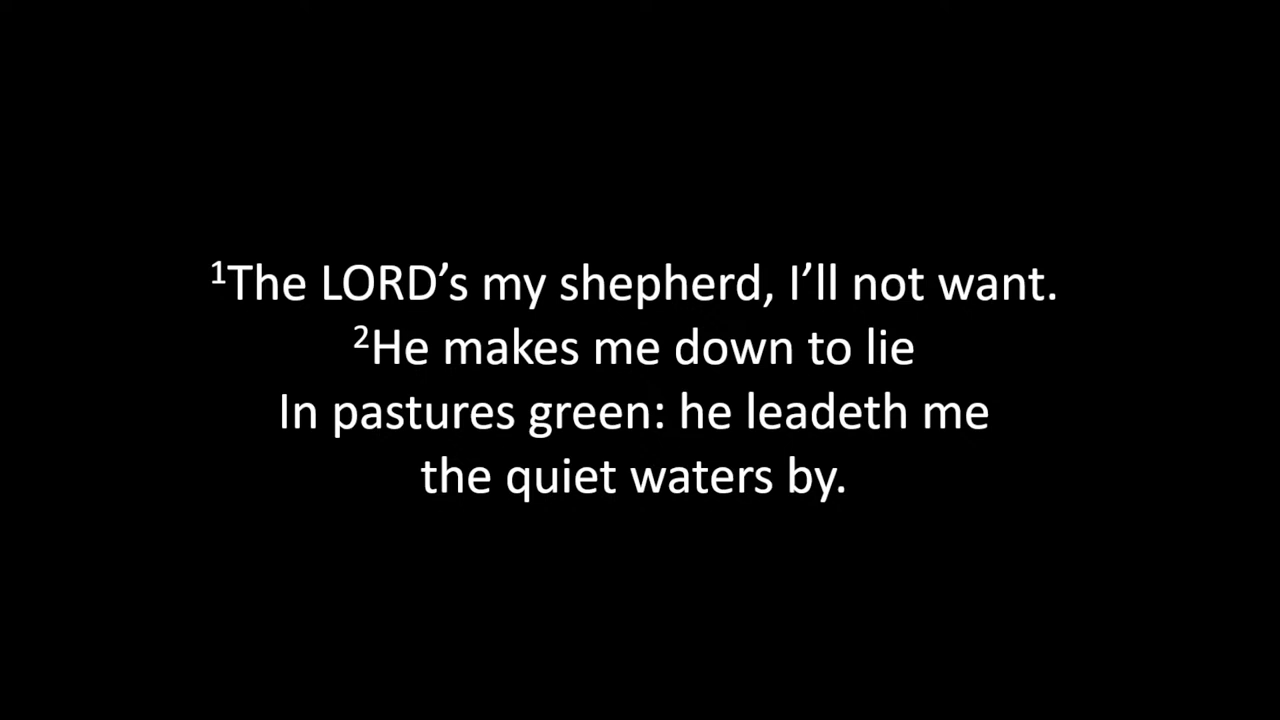 ¹The LORD’s my shepherd, I’ll not want.
²He makes me down to lie
In pastures green: he leadeth me
the quiet waters by.